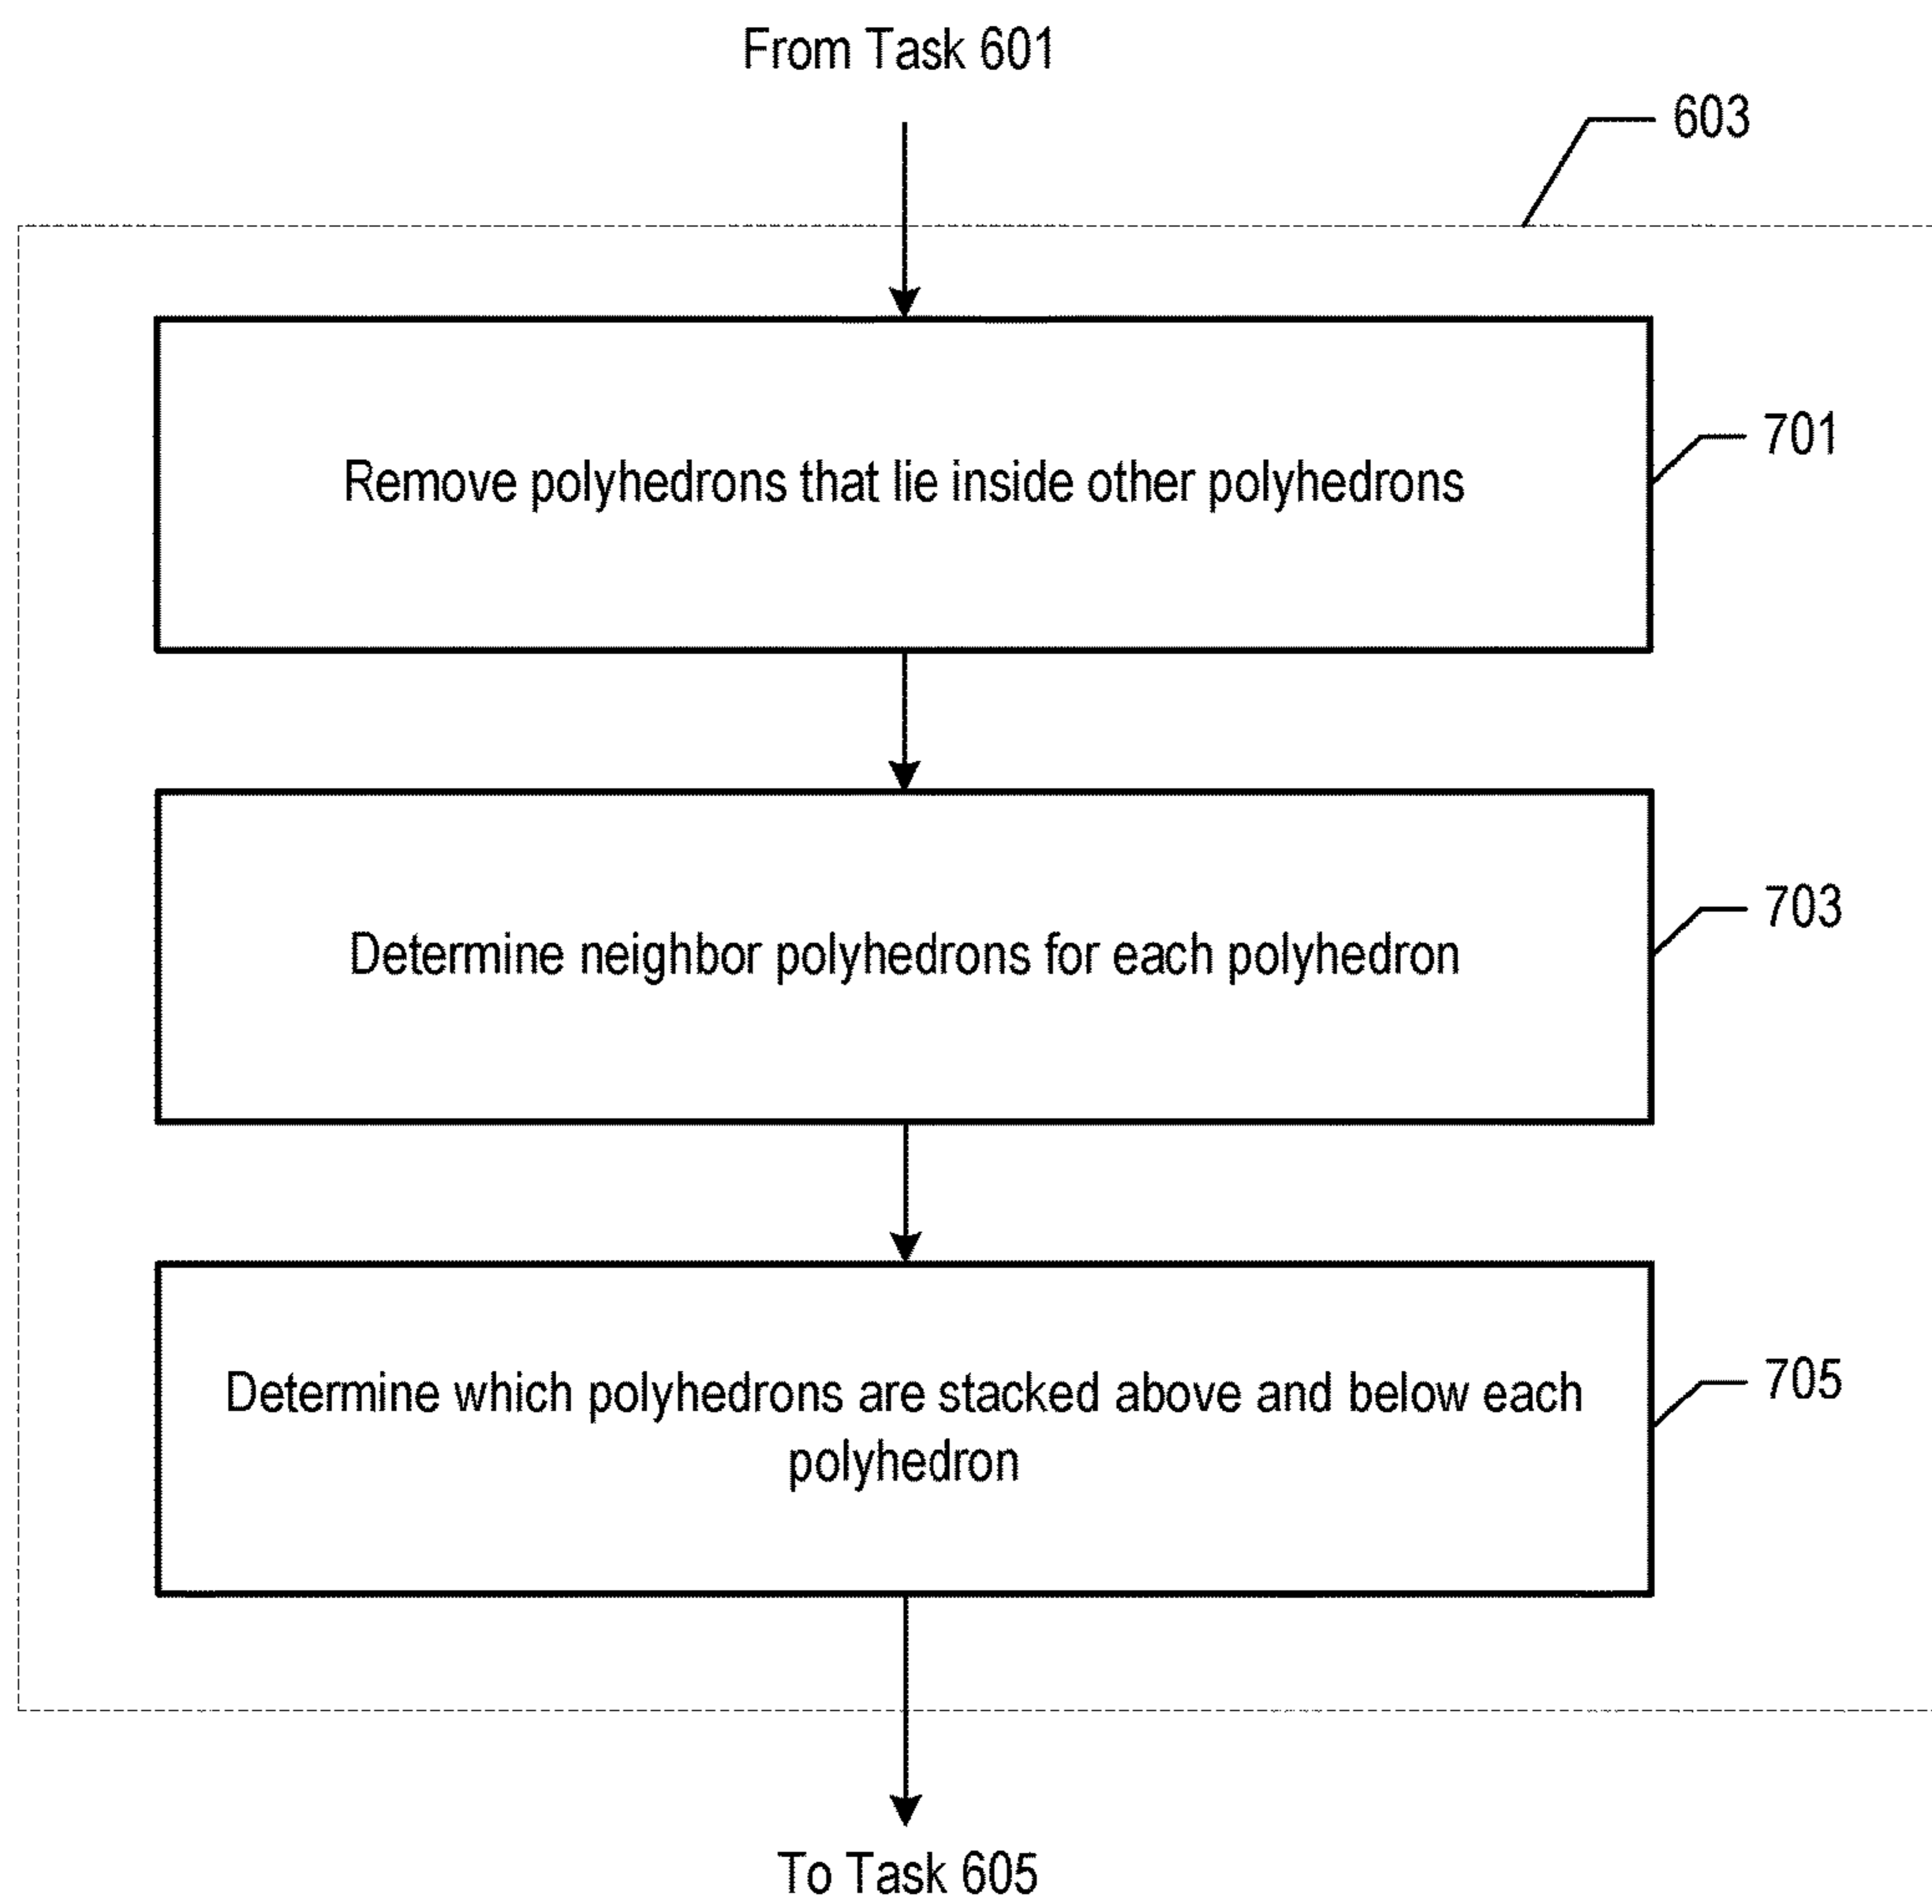 From Task 601
603
Remove polyhedrons that lie inside other polyhedrons
701
Determine neighbor polyhedrons for each polyhedron
703
Determine which polyhedrons are stacked above and below each
polyhedron
705
To Task 605